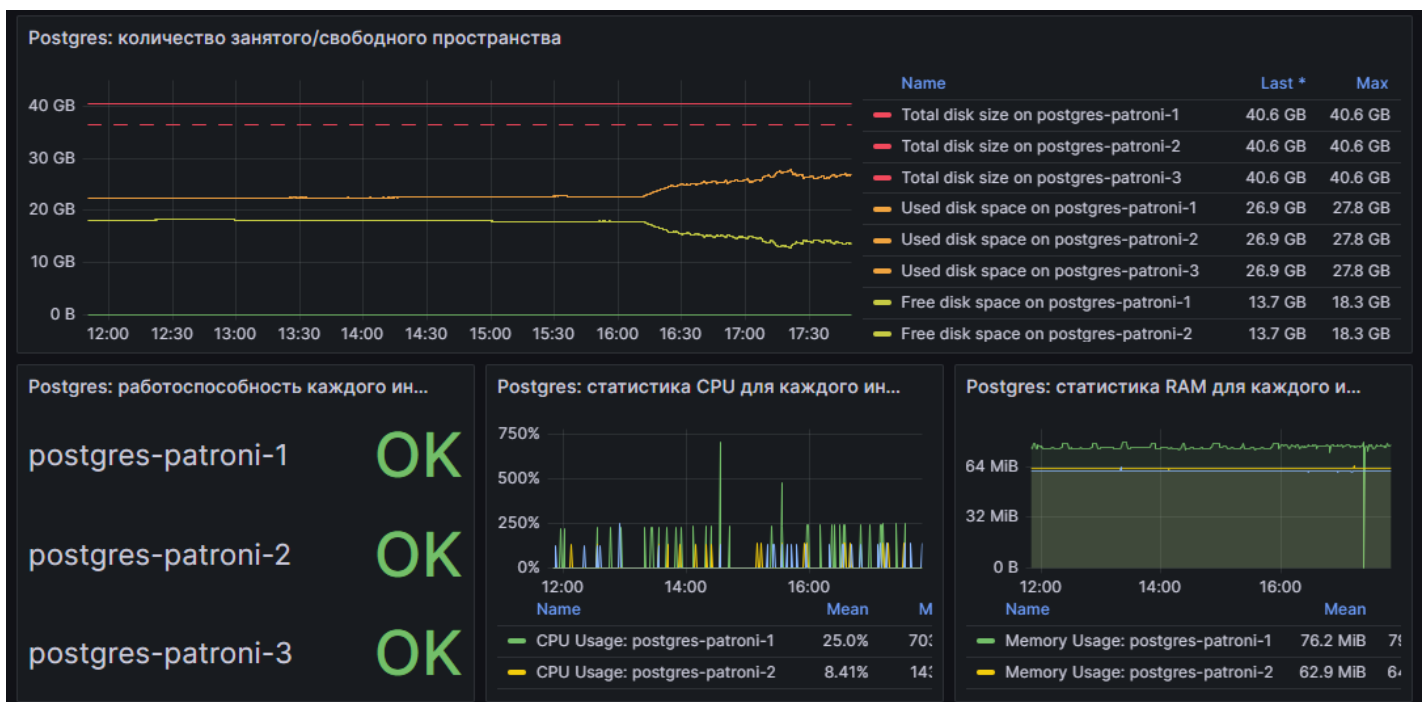 Postgres: количество занятого/свободного пространства
40 GB
30 GB
20 GB
10 GB
0 B
12:00 12:30 13:00 13:30 14:00 14:30 15:00 15:30 16:00 16:30 17:00 17:30
Name Last * Max
Total disk size on postgres-patroni-1 40.6 GB 40.6 GB
Total disk size on postgres-patroni-2 40.6 GB 40.6 GB
Total disk size on postgres-patroni-3 40.6 GB 40.6 GB
Used disk space on postgres-patroni-1 26.9 GB 27.8 GB
Used disk space on postgres-patroni-2 26.9 GB 27.8 GB
Used disk space on postgres-patroni-3 26.9 GB 27.8 GB
Free disk space on postgres-patroni-1 13.7 GB 18.3 GB
Free disk space on postgres-patroni-2 13.7 GB 18.3 GB
Postgres: работоспособность каждого ин...
postgres-patroni-1 OK
postgres-patroni-2 OK
postgres-patroni-3 OK
Postgres: статистика CPU для каждого ин...
750%
500%
250%
0%
12:00 14:00 16:00
Name Mean M
CPU Usage: postgres-patroni-1 25.0% 703
CPU Usage: postgres-patroni-2 8.41% 143
Postgres: статистика RAM для каждого и...
64 MiB
32 MiB
0 B
12:00 14:00 16:00
Name Mean
Memory Usage: postgres-patroni-1 76.2 MiB 79
Memory Usage: postgres-patroni-2 62.9 MiB